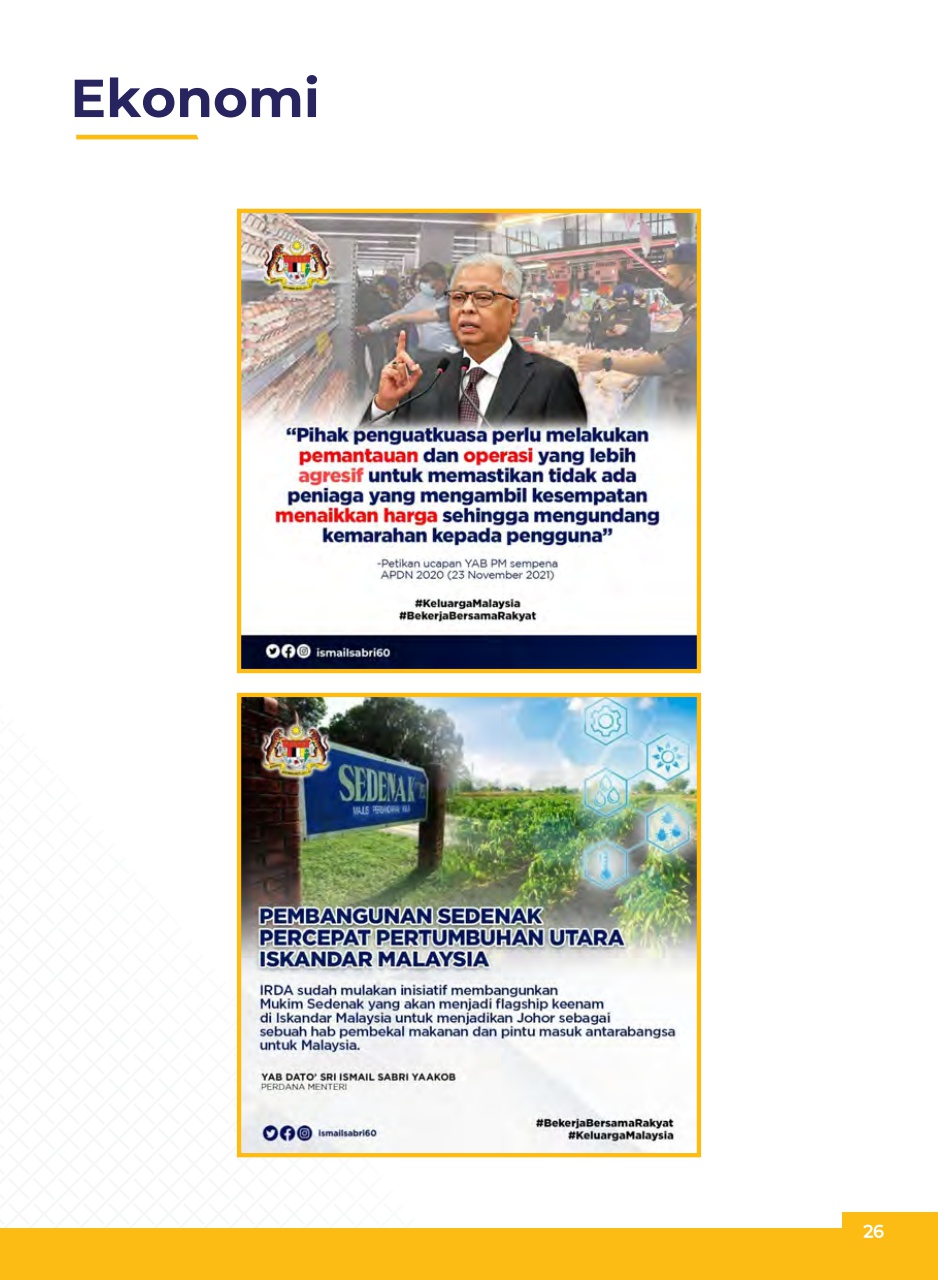 Ekonomi
“Pihak penguatkuasa perlu melakukan
pemantauan dan operasi yang lebih
agresif untuk memastikan tidak ada
peniaga yang mengambil kesempatan
menaikkan harga sehingga mengundang
kemarahan kepada pengguna”
-Petikan ucapan YAB PM sempena
APDN 2020 (23 November 2021)
#KeluargaMalaysia
#BekerjaBersamaRakyat
ismailsabri60
SEDENAK
PEMBANGUNAN SEDENAK
PERCEPAT PERTUMBUHAN UTARA
ISKANDAR MALAYSIA
IRDA sudah mulakan inisiatif membangunkan
Mukim Sedenak yang akan menjadi flagship keenam
di Iskandar Malaysia untuk menjadikan Johor sebagai
sebuah hab pembekal makanan dan pintu masuk antarabangsa
untuk Malaysia.
YAB DATO' SRI ISMAIL SABRI YAAKOB
PERDANA MENTERI
#BekerjaBersamaRakyat
#KeluargaMalaysia
ismailsabri60
26